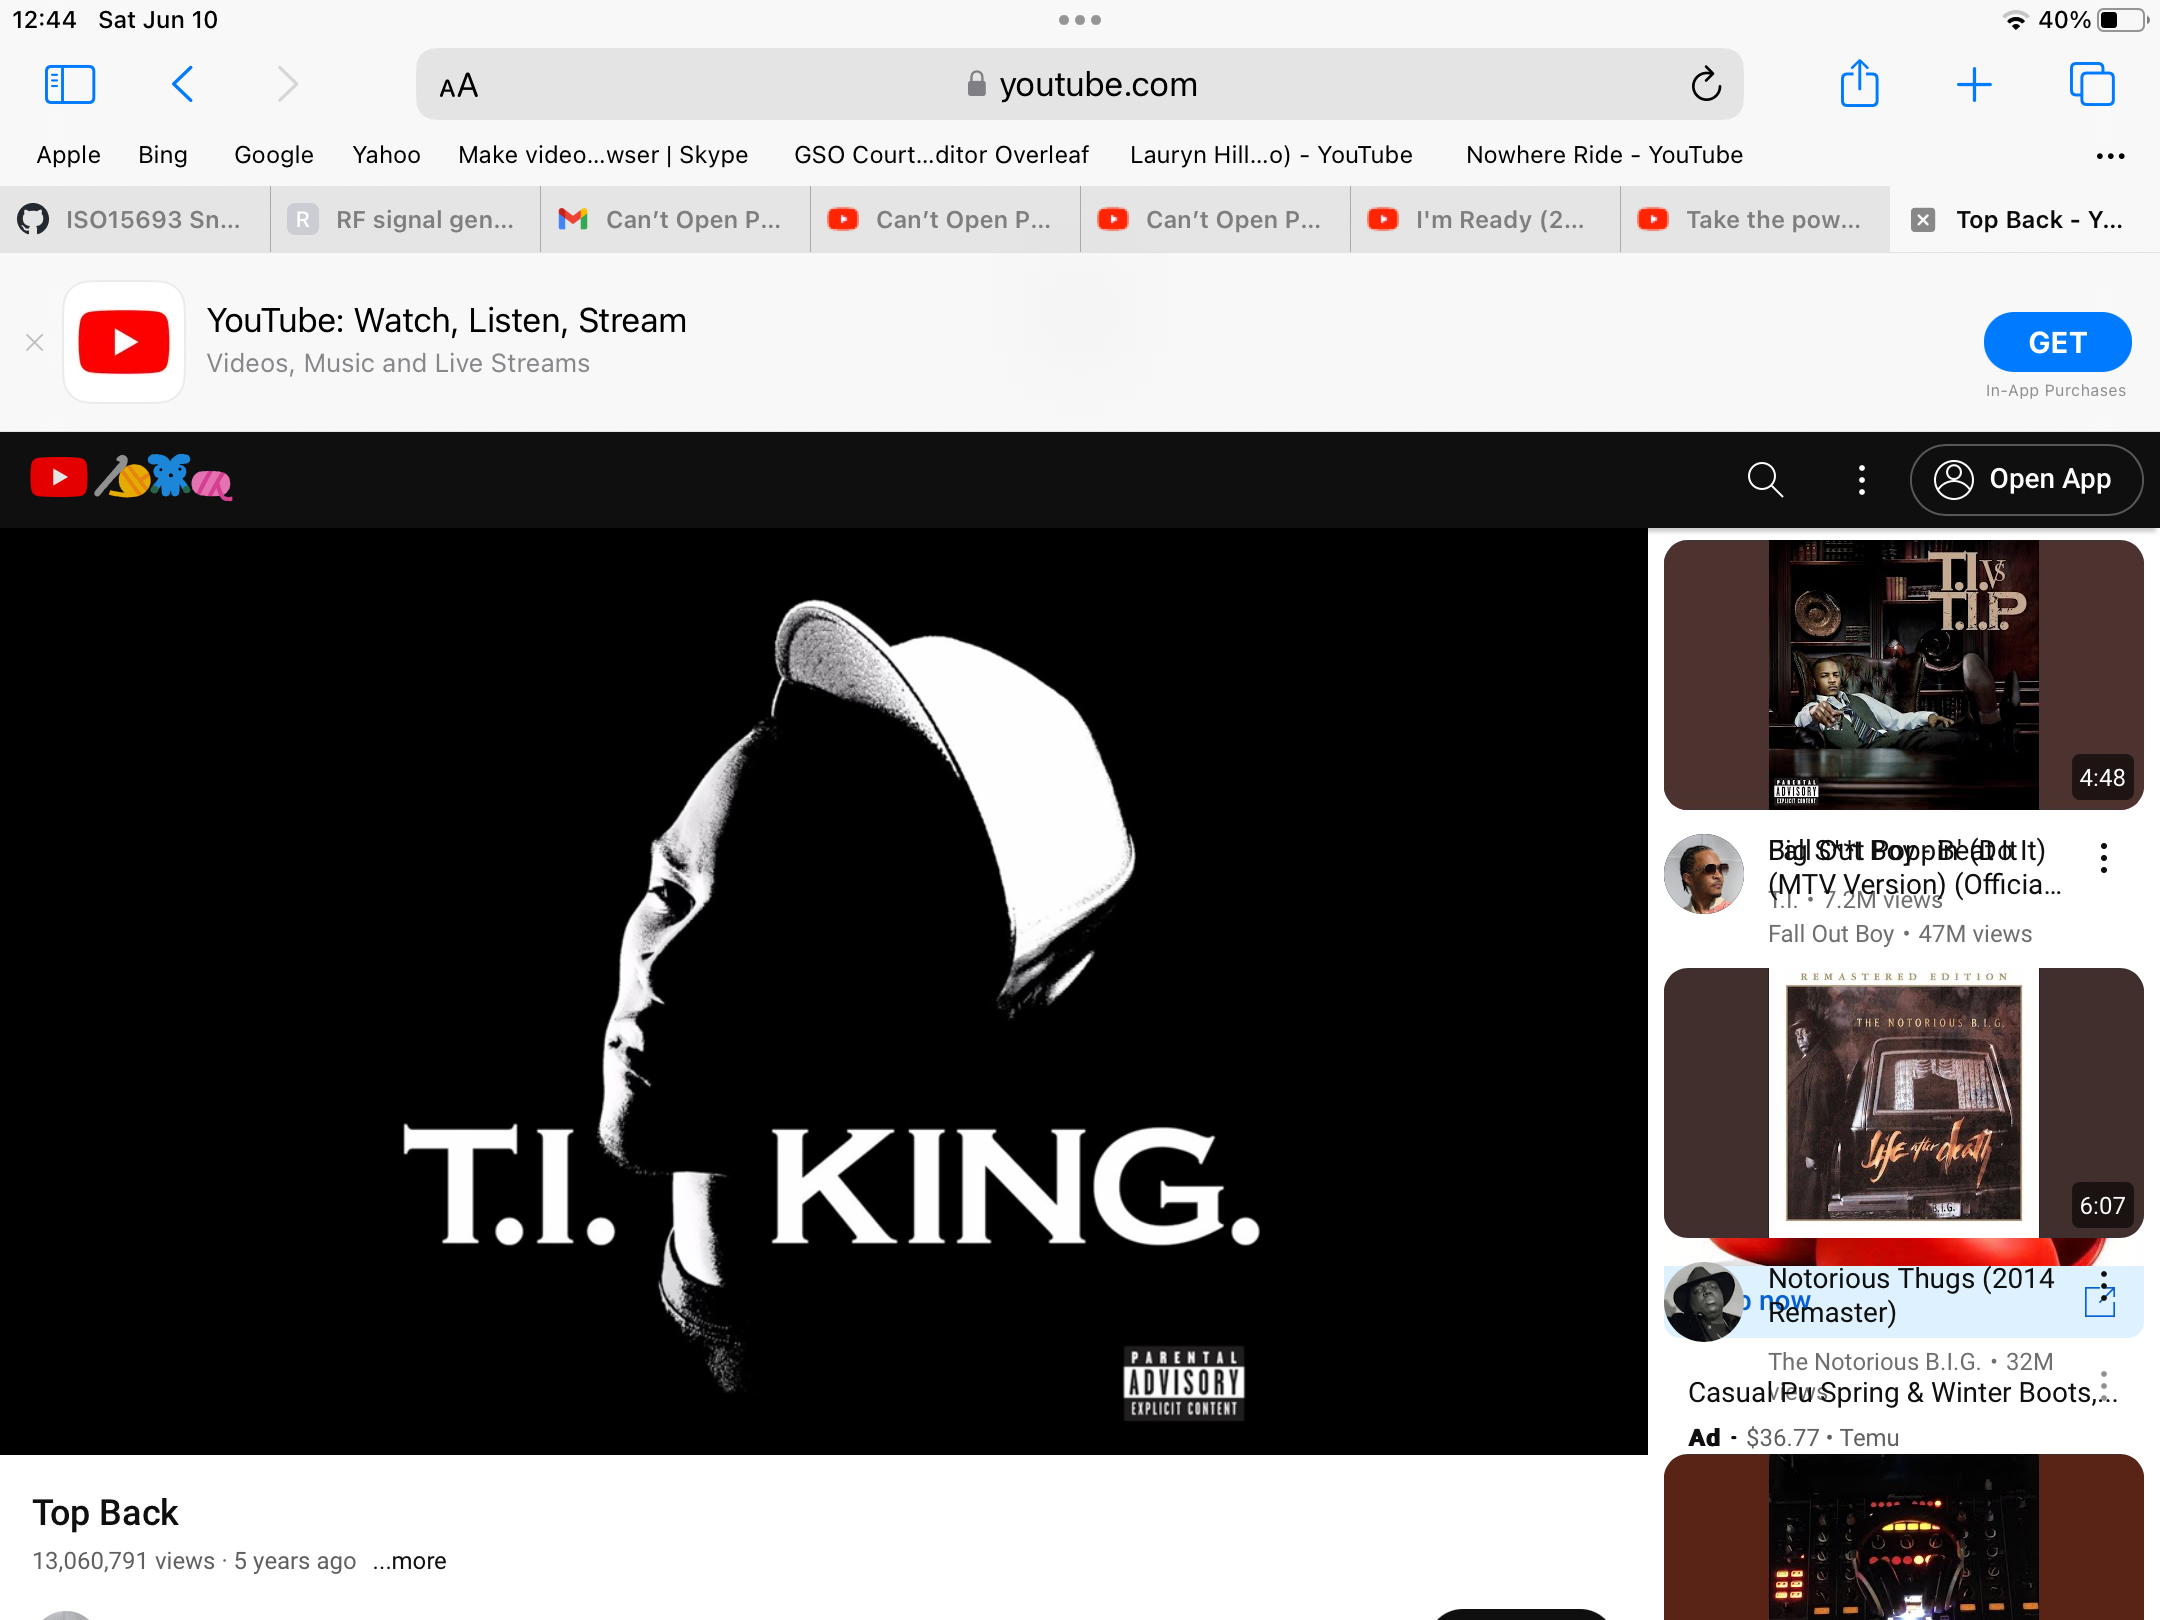 12:44 Sat Jun 10
40%
AA
youtube.com
Apple Bing Google Yahoo Make video...wser | Skype GSO Court...ditor Overleaf Lauryn Hill...o) - YouTube Nowhere Ride - YouTube
ISO15693 Sn... R RF signal gen... Can't Open P... Can't Open P... Can't Open P... I'm Ready (2... Take the pow... Top Back - Y...
YouTube: Watch, Listen, Stream
Videos, Music and Live Streams
GET
In-App Purchases
Open App
T.I. KING.
PARENTAL
ADVISORY
EXPLICIT CONTENT
Top Back
13,060,791 views · 5 years ago ...more
T.I. vs
T.I.P.
PARENTAL
ADVISORY
EXPLICIT CONTENT
4:48
Big S**t Poppin' (Do It)
Fall Out Boy - Beat It
(MTV Version) (Officia...
T.I. • 7.2M views
Fall Out Boy • 47M views
REMASTERED EDITION
THE NOTORIOUS B.I.G.
Life after death
B.I.G.
6:07
Notorious Thugs (2014
now
Remaster)
The Notorious B.I.G. • 32M
views
Casual Pu Spring & Winter Boots,...
Ad · $36.77 • Temu